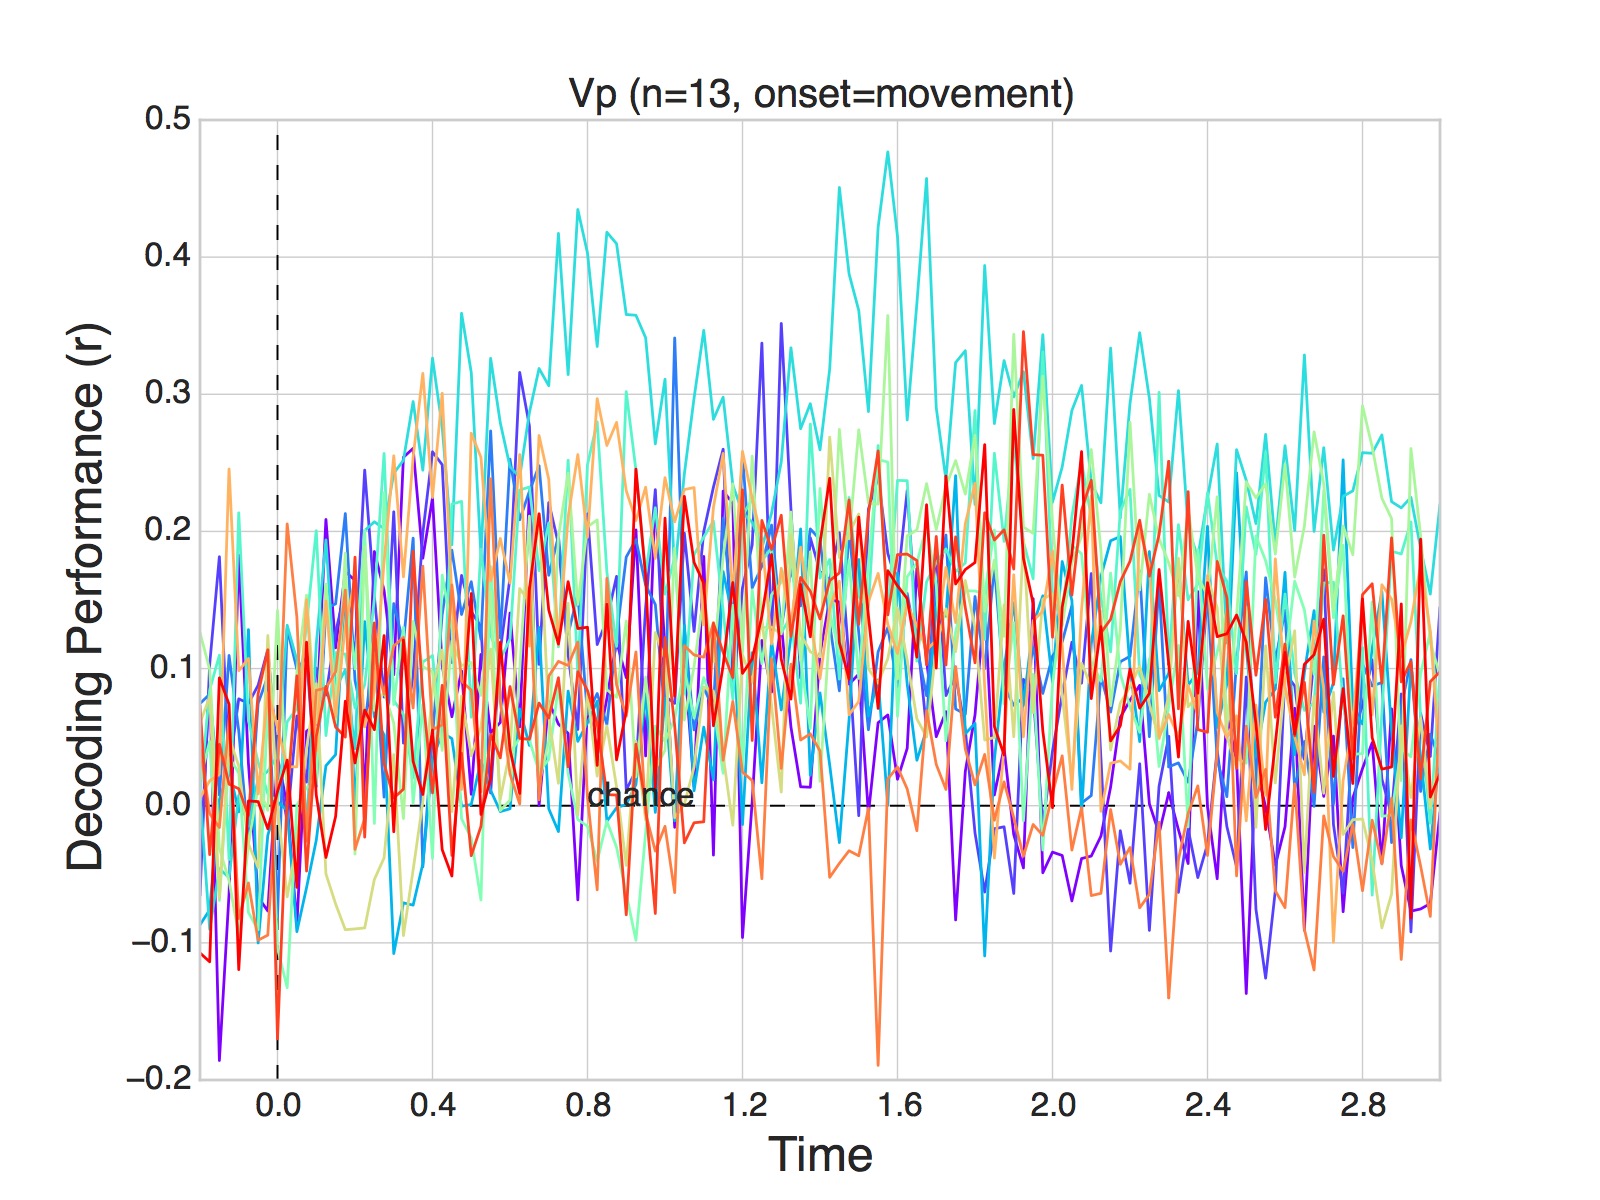 Vp (n=13, onset=movement)
0.5
0.4
0.3
0.2
0.1
0.0
−0.1
−0.2
Decoding Performance (r)
chance
0.0 0.4 0.8 1.2 1.6 2.0 2.4 2.8
Time